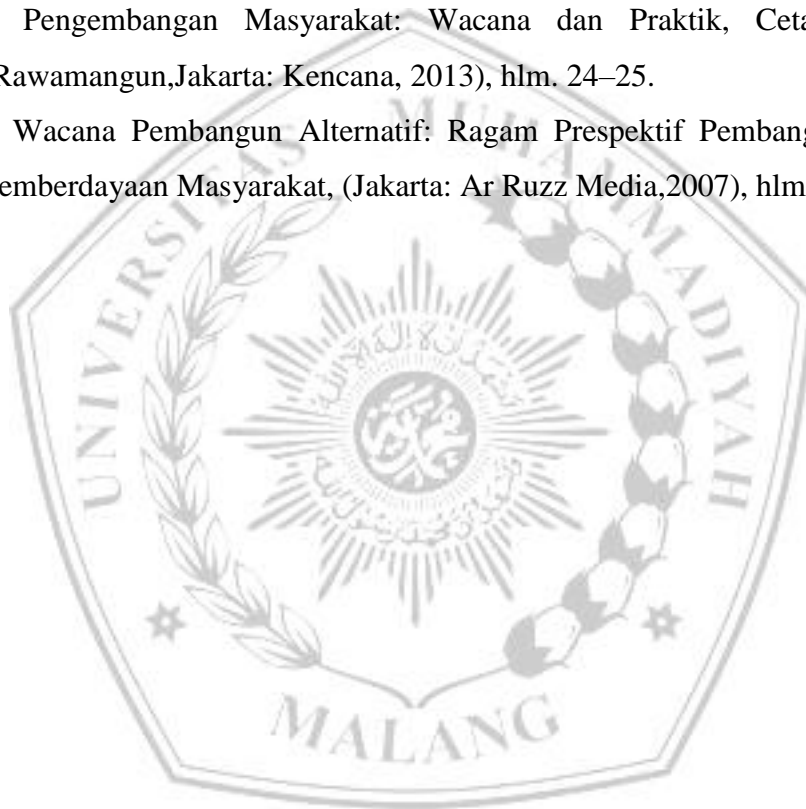 Pengembangan Masyarakat: Wacana dan Praktik, Ceta
Rawamangun,Jakarta: Kencana, 2013), hlm. 24–25.
Wacana Pembangun Alternatif: Ragam Prespektif Pembang
emberdayaan Masyarakat, (Jakarta: Ar Ruzz Media,2007), hlm
UNIVERSITAS MUHAMMADIYAH
MALANG